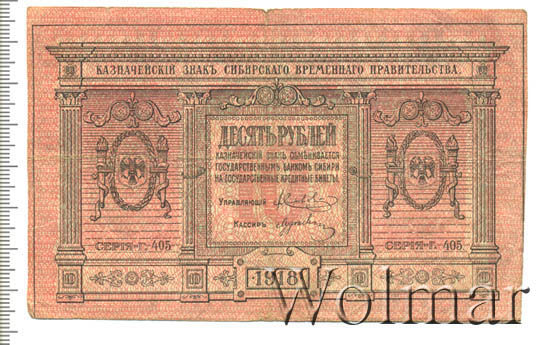 КАЗНАЧЕЙСКІЙ ЗНАКЪ СИБИРСКАГО ВРЕМЕННАГО ПРАВИТЕЛЬСТВА.
ДЕСЯТЬ РУБЛЕЙ
КАЗНАЧЕЙСКІЙ ЗНАКЪ ОБМѢНИВАЕТСЯ
ГОСУДАРСТВЕННЫМЪ БАНКОМЪ СИБИРИ
НА ГОСУДАРСТВЕННЫЕ КРЕДИТНЫЕ БИЛЕТЫ.
УПРАВЛЯЮЩІЙ
КАССИРЪ
СЕРІЯ-Г. 405
СЕРІЯ-Г. 405
1918
Wolmar